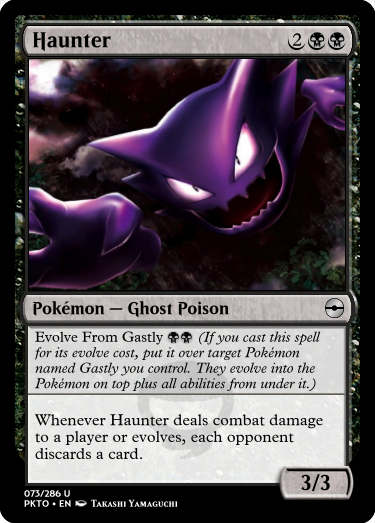 Haunter 2
Pokémon — Ghost Poison
Evolve From Gastly (If you cast this spell
for its evolve cost, put it over target Pokémon
named Gastly you control. They evolve into the
Pokémon on top plus all abilities from under it.)
Whenever Haunter deals combat damage
to a player or evolves, each opponent
discards a card.
3/3
073/286 U
PKTO • EN Takashi Yamaguchi